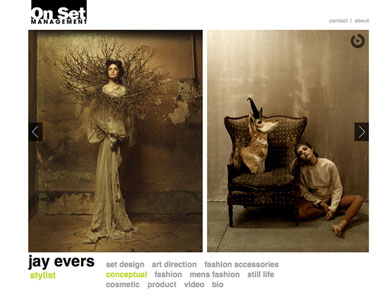 On Set
MANAGEMENT
contact | about
jay evers
stylist
set design art direction fashion accessories
conceptual fashion mens fashion still life
cosmetic product video bio